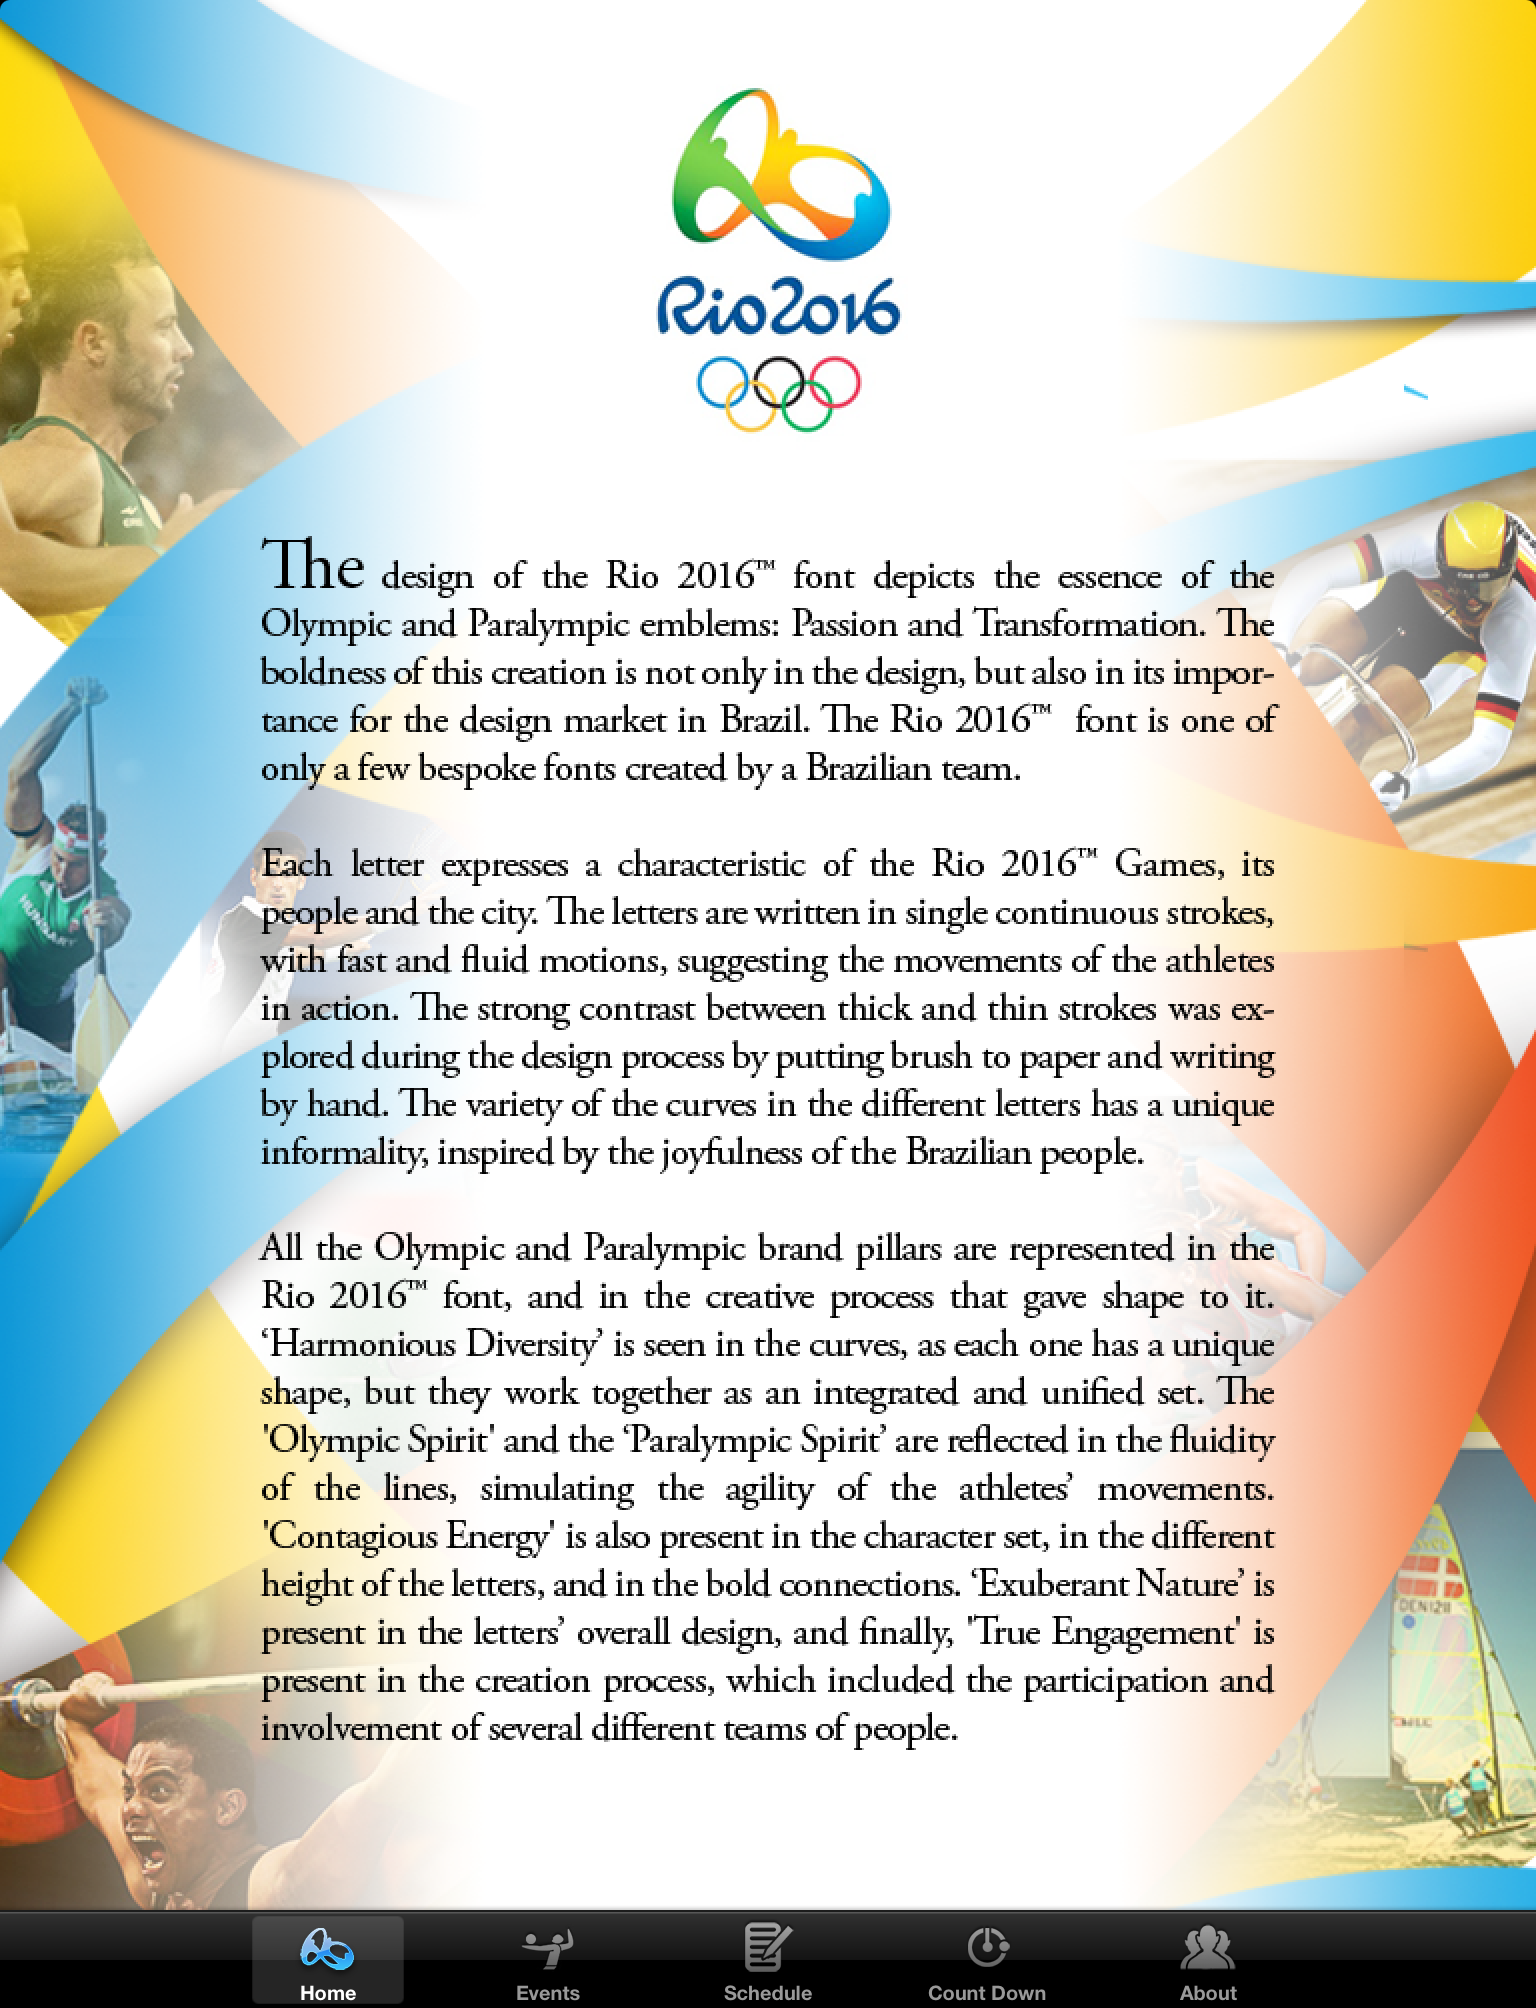 Rio2016
The design of the Rio 2016™ font depicts the essence of the
Olympic and Paralympic emblems: Passion and Transformation. The
boldness of this creation is not only in the design, but also in its impor-
tance for the design market in Brazil. The Rio 2016™ font is one of
only a few bespoke fonts created by a Brazilian team.
Each letter expresses a characteristic of the Rio 2016™ Games, its
people and the city. The letters are written in single continuous strokes,
with fast and fluid motions, suggesting the movements of the athletes
in action. The strong contrast between thick and thin strokes was ex-
plored during the design process by putting brush to paper and writing
by hand. The variety of the curves in the different letters has a unique
informality, inspired by the joyfulness of the Brazilian people.
All the Olympic and Paralympic brand pillars are represented in the
Rio 2016™ font, and in the creative process that gave shape to it.
‘Harmonious Diversity’ is seen in the curves, as each one has a unique
shape, but they work together as an integrated and unified set. The
'Olympic Spirit' and the ‘Paralympic Spirit’ are reflected in the fluidity
of the lines, simulating the agility of the athletes’ movements.
'Contagious Energy' is also present in the character set, in the different
height of the letters, and in the bold connections. ‘Exuberant Nature’ is
present in the letters’ overall design, and finally, 'True Engagement' is
present in the creation process, which included the participation and
involvement of several different teams of people.
HUNGARY
DEN 1211
Home
Events
Schedule
Count Down
About